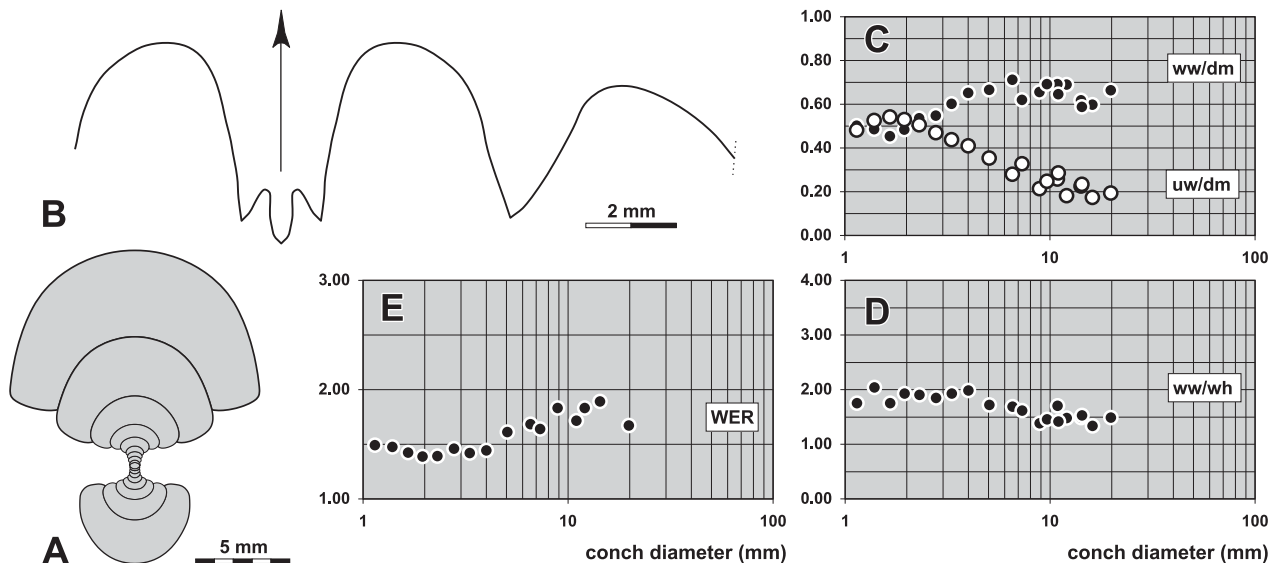 B
2 mm
A
5 mm
C
1.00
0.80
0.60
0.40
0.20
0.00
ww/dm
uw/dm
1 10 100
E
3.00
2.00
1.00
WER
1 10 100
conch diameter (mm)
D
4.00
3.00
2.00
1.00
0.00
ww/wh
1 10 100
conch diameter (mm)